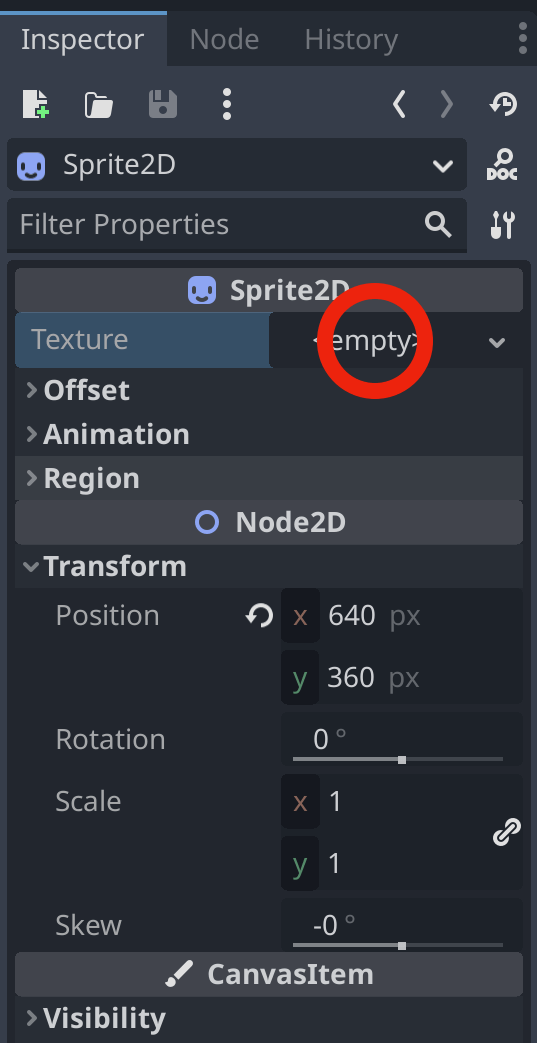 Inspector Node History
DOC
Sprite2D
Filter Properties
Sprite2D
Texture <empty>
Offset
Animation
Region
Node2D
Transform
Position x 640 px
y 360 px
Rotation 0 °
Scale x 1
y 1
Skew -0 °
CanvasItem
Visibility